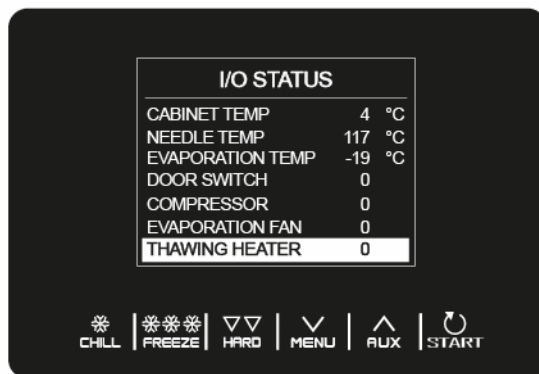 I/O STATUS
CABINET TEMP 4 °C
NEEDLE TEMP 117 °C
EVAPORATION TEMP -19 °C
DOOR SWITCH 0
COMPRESSOR 0
EVAPORATION FAN 0
THAWING HEATER 0
CHILL FREEZE HARD MENU AUX START